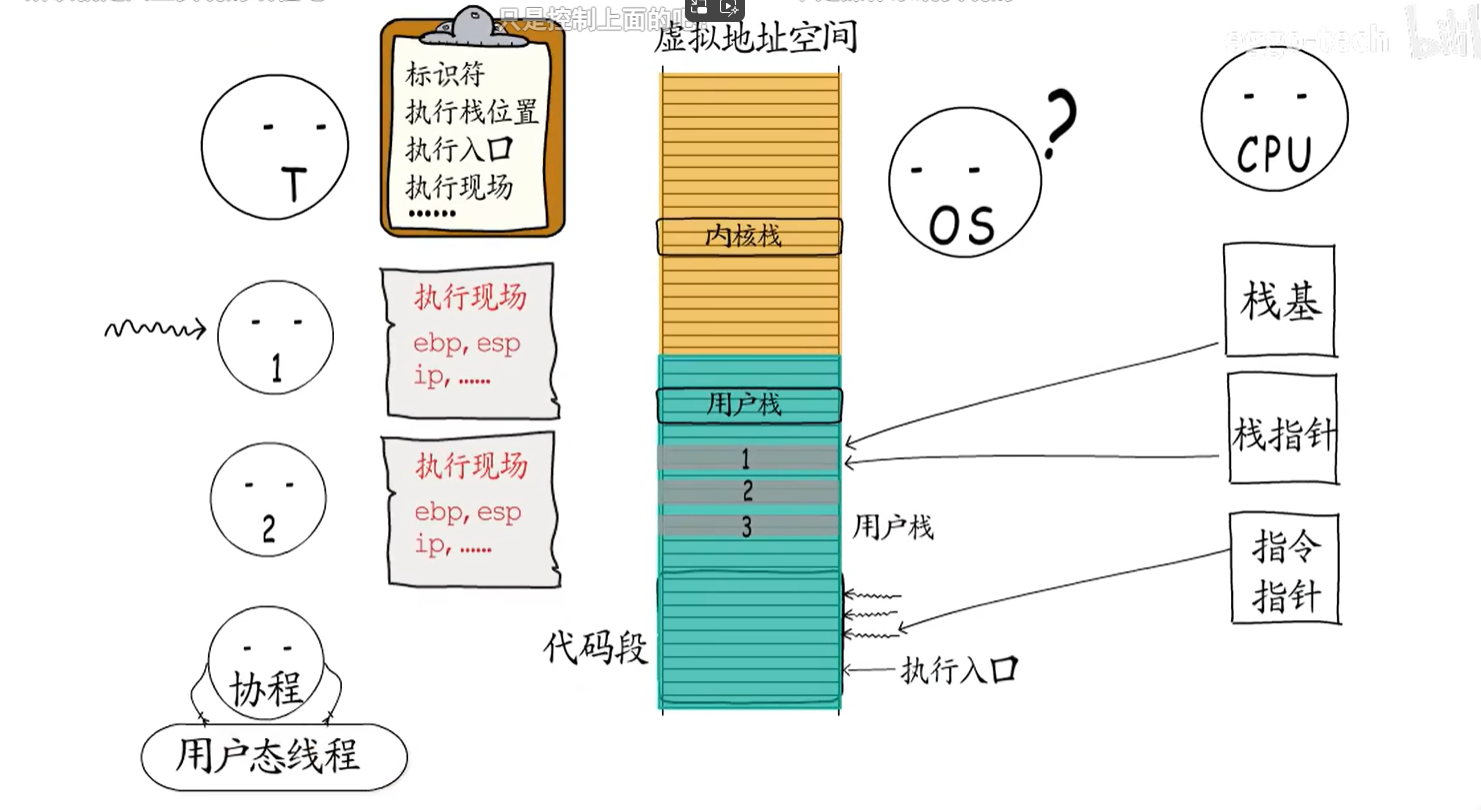 只是控制上面的
虚拟地址空间
eggo-tech
T
标识符
执行栈位置
执行入口
执行现场
······
OS
?
CPU
内核栈
1
执行现场
ebp, esp
ip, ······
栈基
用户栈
栈指针
1
2
3
用户栈
2
执行现场
ebp, esp
ip, ······
指令
指针
代码段
执行入口
协程
用户态线程